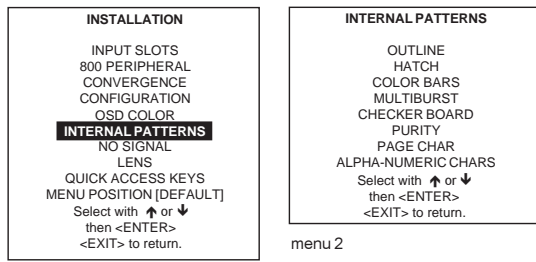 INSTALLATION
INPUT SLOTS
800 PERIPHERAL
CONVERGENCE
CONFIGURATION
OSD COLOR
INTERNAL PATTERNS
NO SIGNAL
LENS
QUICK ACCESS KEYS
MENU POSITION [DEFAULT]
Select with ↑ or ↓
then <ENTER>
<EXIT> to return.
INTERNAL PATTERNS
OUTLINE
HATCH
COLOR BARS
MULTIBURST
CHECKER BOARD
PURITY
PAGE CHAR
ALPHA-NUMERIC CHARS
Select with ↑ or ↓
then <ENTER>
<EXIT> to return.
menu 2